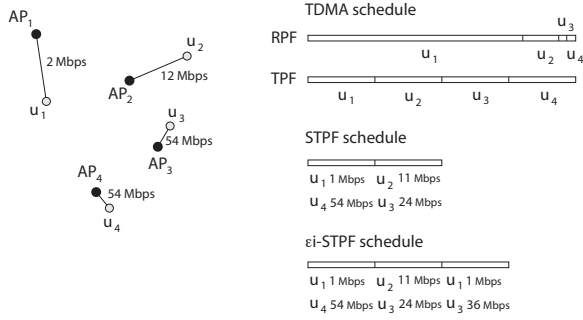 AP1
2 Mbps
u1
u2
12 Mbps
AP2
u3
54 Mbps
AP3
AP4
54 Mbps
u4
TDMA schedule
u3
RPF
u1 u2 u4
TPF
u1 u2 u3 u4
STPF schedule
u1 1 Mbps u2 11 Mbps
u4 54 Mbps u3 24 Mbps
εi-STPF schedule
u1 1 Mbps u2 11 Mbps u1 1 Mbps
u4 54 Mbps u3 24 Mbps u3 36 Mbps